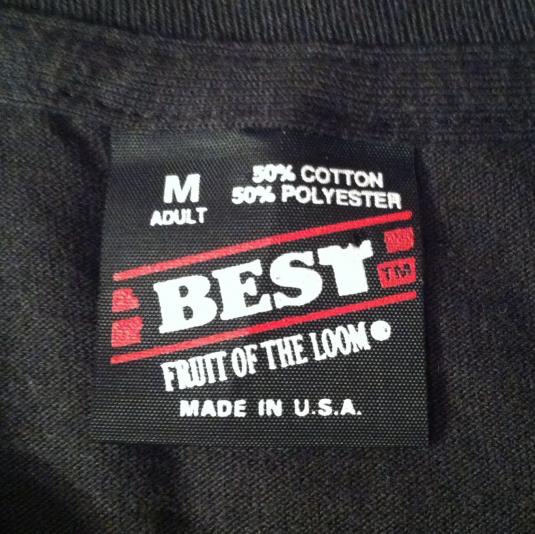 M
ADULT
50% COTTON
50% POLYESTER
BEST
TM
FRUIT OF THE LOOM®
MADE IN U.S.A.